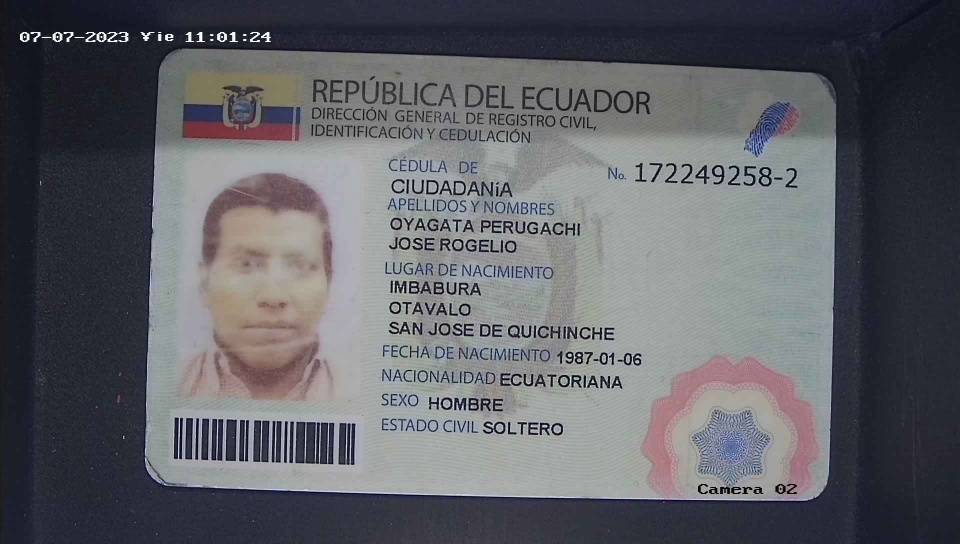 07-07-2023 Vie 11:01:24
REPÚBLICA DEL ECUADOR
DIRECCIÓN GENERAL DE REGISTRO CIVIL,
IDENTIFICACIÓN Y CEDULACIÓN
CÉDULA DE
CIUDADANíA
No. 172249258-2
APELLIDOS Y NOMBRES
OYAGATA PERUGACHI
JOSE ROGELIO
LUGAR DE NACIMIENTO
IMBABURA
OTAVALO
SAN JOSE DE QUICHINCHE
FECHA DE NACIMIENTO 1987-01-06
NACIONALIDAD ECUATORIANA
SEXO HOMBRE
ESTADO CIVIL SOLTERO
Camera 02